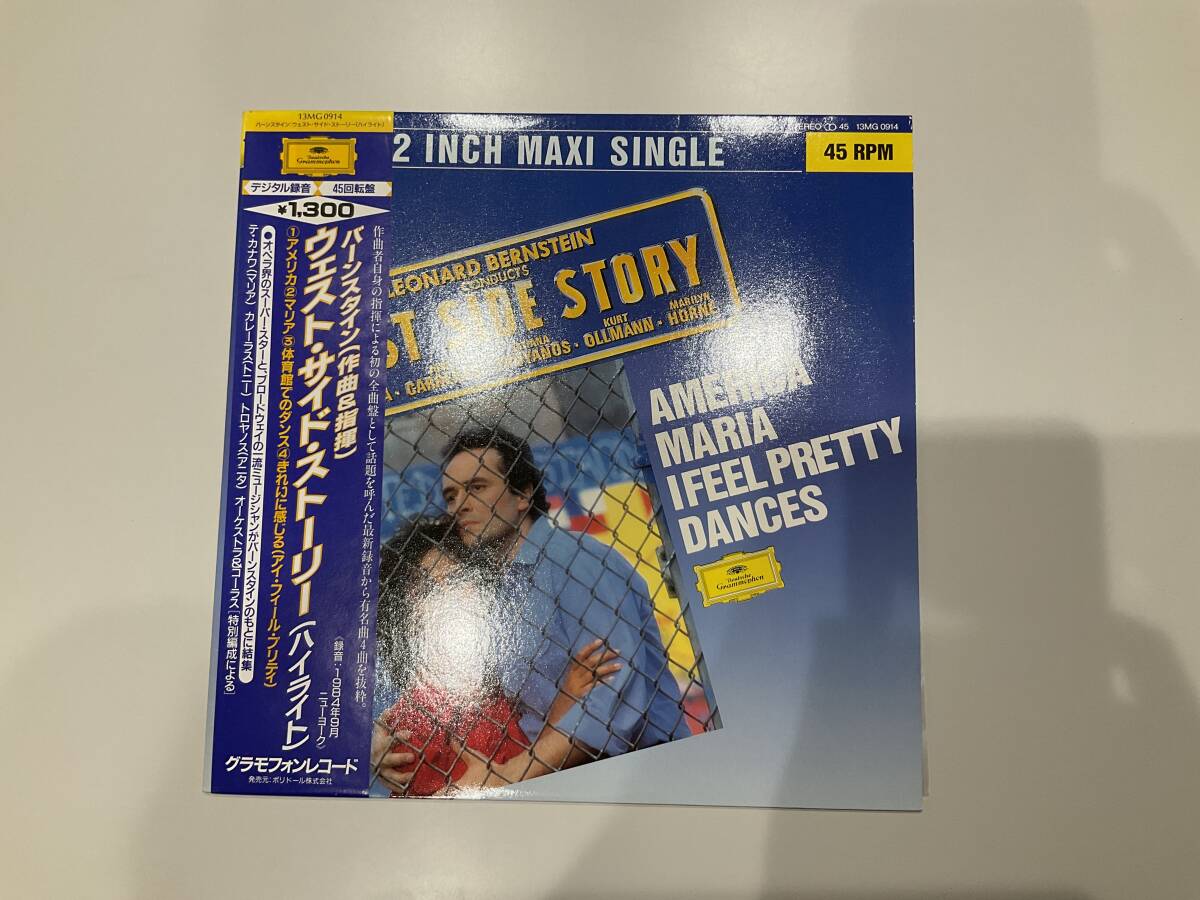 13MG 0914
バーンスタイン:ウェスト・サイド・ストーリー(ハイライト)
Deutsche
Grammophon
デジタル録音
45回転盤
¥1,300
作曲者自身の指揮による初の全曲盤として話題を呼んだ最新録音から有名曲4曲を抜粋。
バーンスタイン(作曲&指揮)
ウェスト・サイド・ストーリー(ハイライト)
〈録音・1984年9月
ニューヨーク〉
①アメリカ②マリア③体育館でのダンス④きれいに感じる(アイ・フィール・プリティ)
●オペラ界のスーパー・スターと、ブロードウェイの一流ミュージシャンがバーンスタインのもとに結集
テ・カナワ(マリア) カレーラス(トニー) トロヤノス(アニタ) オーケストラ&コーラス[特別編成による]
グラモフォンレコード
発売元:ポリドール株式会社
STEREO 45 13MG 0914
2 INCH MAXI SINGLE
45 RPM
LEONARD BERNSTEIN
CONDUCTS
ST SIDE STORY
KURT
OLLMANN
MARILYN
HORNE
AMERICA
MARIA
I FEEL PRETTY
DANCES
Deutsche
Grammophon